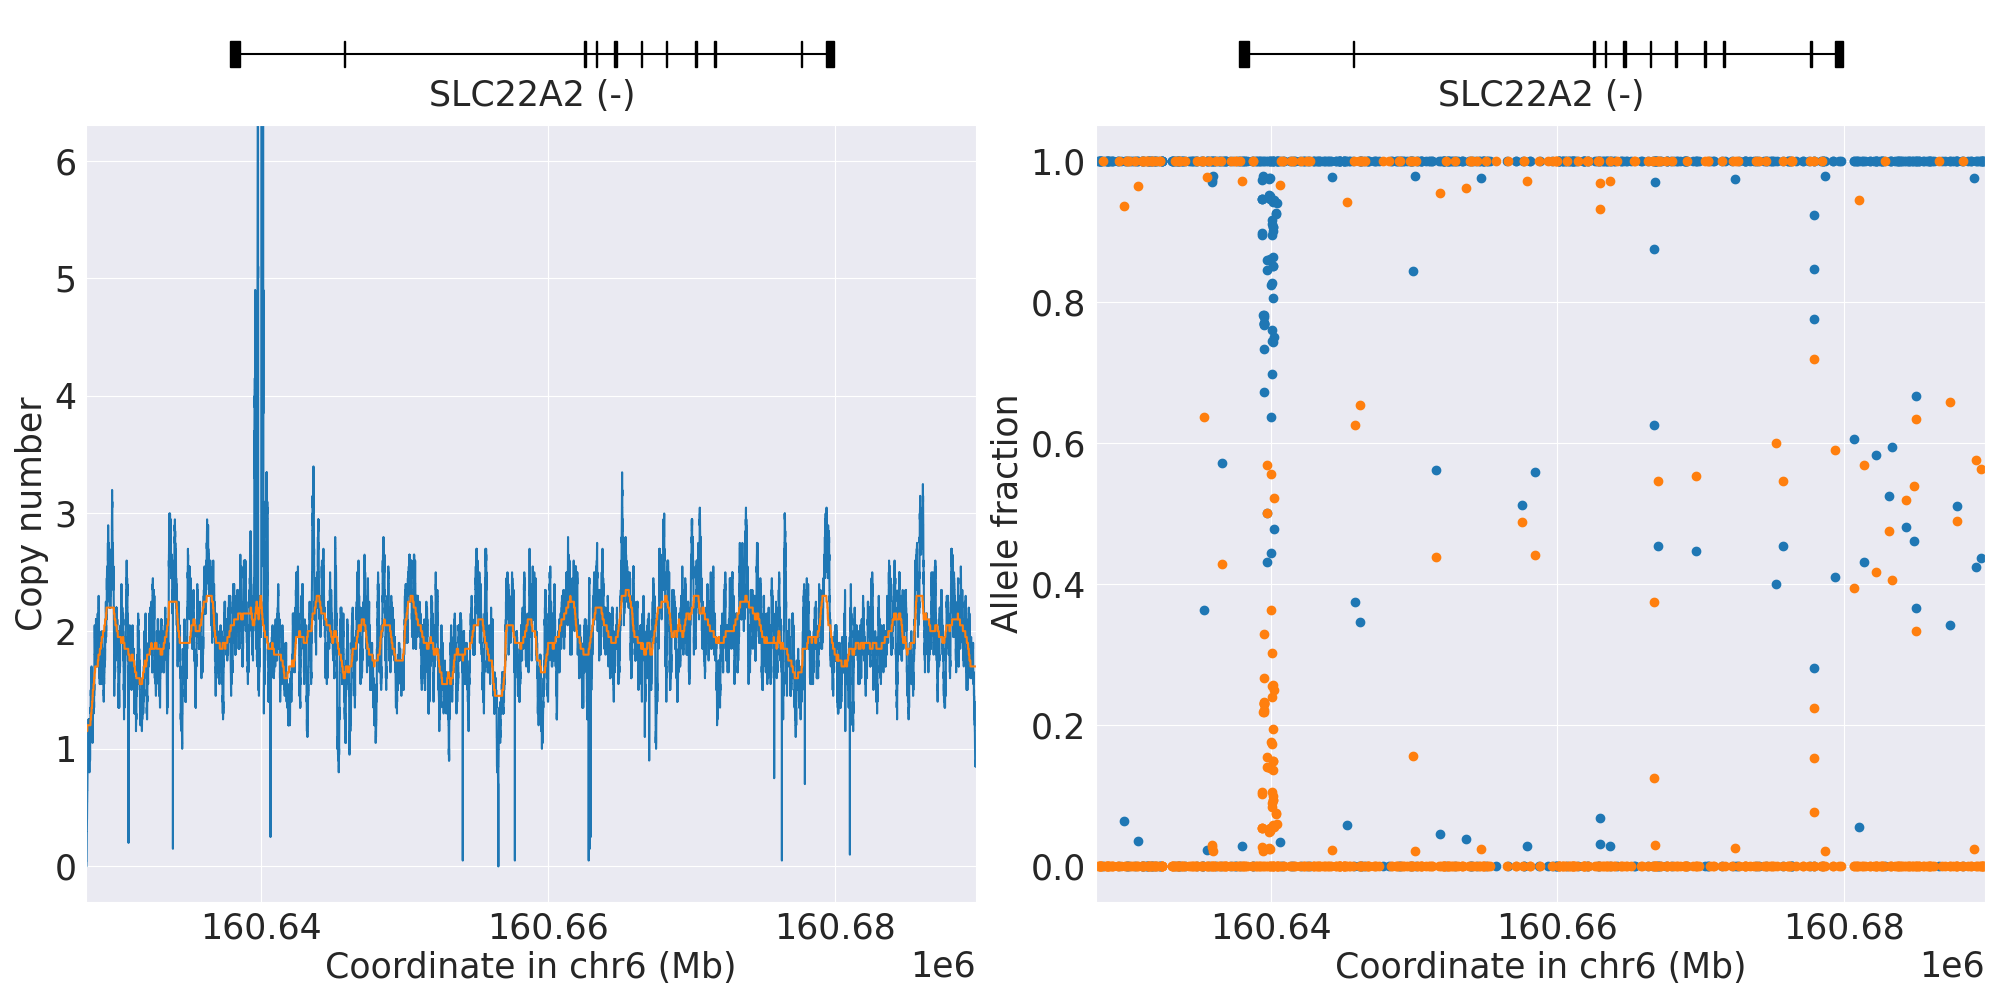 SLC22A2 (-)
SLC22A2 (-)
Copy number
6
5
4
3
2
1
0
160.64
160.66
160.68
Coordinate in chr6 (Mb)
1e6
Allele fraction
1.0
0.8
0.6
0.4
0.2
0.0
160.64
160.66
160.68
Coordinate in chr6 (Mb)
1e6